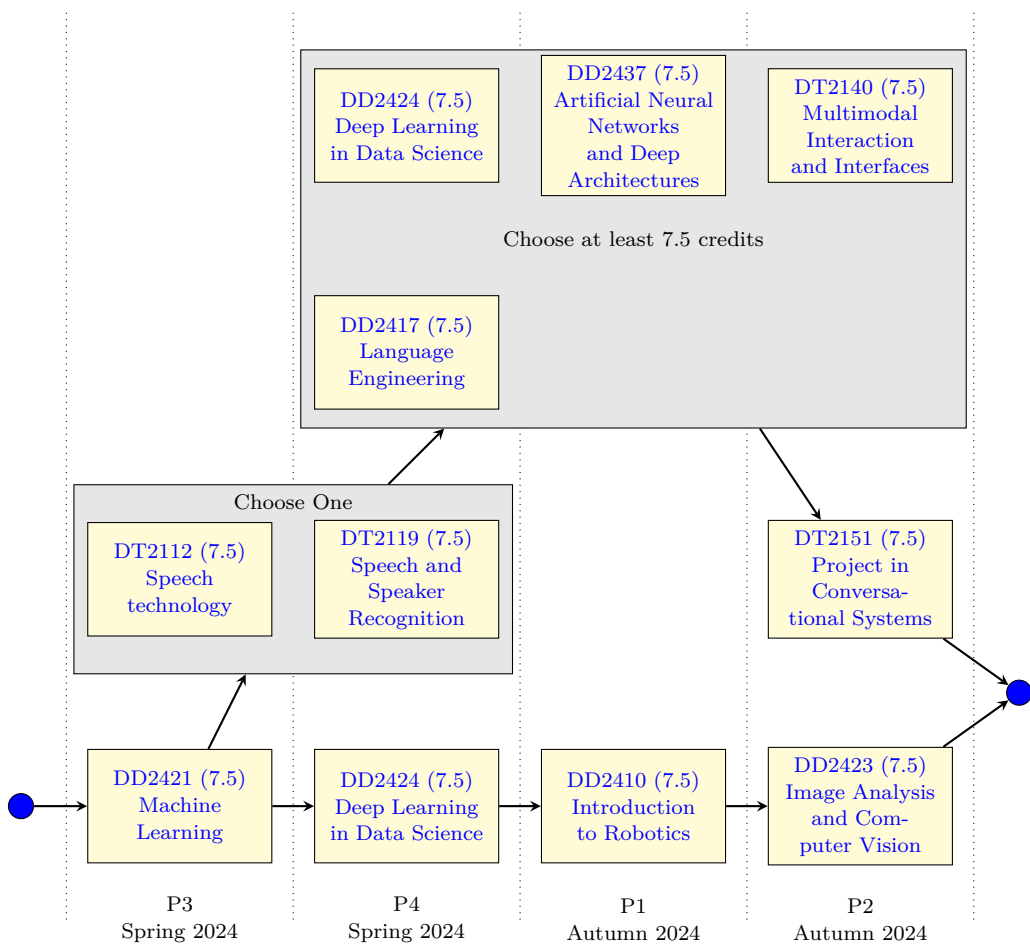 DD2424 (7.5)
Deep Learning
in Data Science
DD2437 (7.5)
Artificial Neural
Networks
and Deep
Architectures
DT2140 (7.5)
Multimodal
Interaction
and Interfaces
Choose at least 7.5 credits
DD2417 (7.5)
Language
Engineering
Choose One
DT2112 (7.5)
Speech
technology
DT2119 (7.5)
Speech and
Speaker
Recognition
DT2151 (7.5)
Project in
Conversa-
tional Systems
DD2421 (7.5)
Machine
Learning
DD2424 (7.5)
Deep Learning
in Data Science
DD2410 (7.5)
Introduction
to Robotics
DD2423 (7.5)
Image Analysis
and Com-
puter Vision
P3
Spring 2024
P4
Spring 2024
P1
Autumn 2024
P2
Autumn 2024